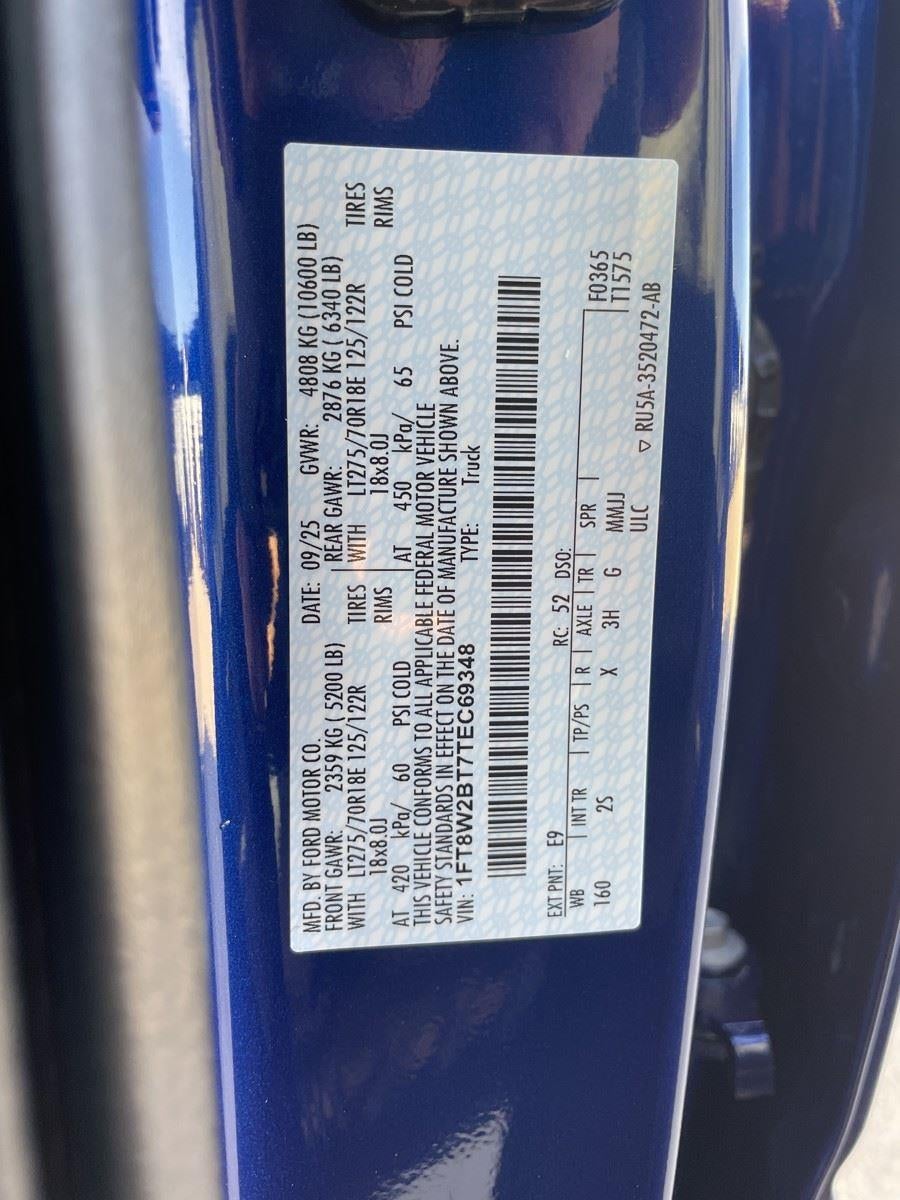 MFD. BY FORD MOTOR CO. DATE: 09/25 GVWR: 4808 KG (10600 LB)
FRONT GAWR: 2359 KG ( 5200 LB) REAR GAWR: 2876 KG ( 6340 LB)
WITH LT275/70R18E 125/122R TIRES WITH LT275/70R18E 125/122R TIRES
18x8.0J RIMS 18x8.0J RIMS
AT 420 kPa/ 60 PSI COLD AT 450 kPa/ 65 PSI COLD
THIS VEHICLE CONFORMS TO ALL APPLICABLE FEDERAL MOTOR VEHICLE
SAFETY STANDARDS IN EFFECT ON THE DATE OF MANUFACTURE SHOWN ABOVE.
VIN: 1FT8W2BT7TEC69348 TYPE: Truck
EXT PNT: E9 RC: 52 DSO:
WB | INT TR | TP/PS | R | AXLE | TR | SPR | F0365
160 2S X 3H G MMJJ T1575
ULC ▽ RU5A-3520472-AB